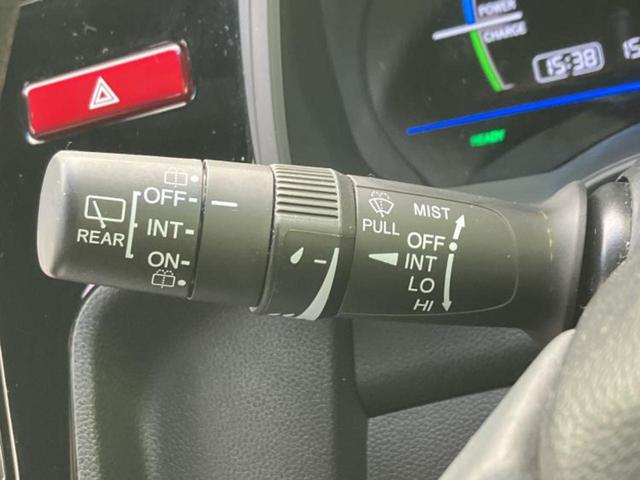 POWER
CHARGE
15:38
READY
OFF
INT
REAR
ON
PULL
MIST
OFF
INT
LO
HI